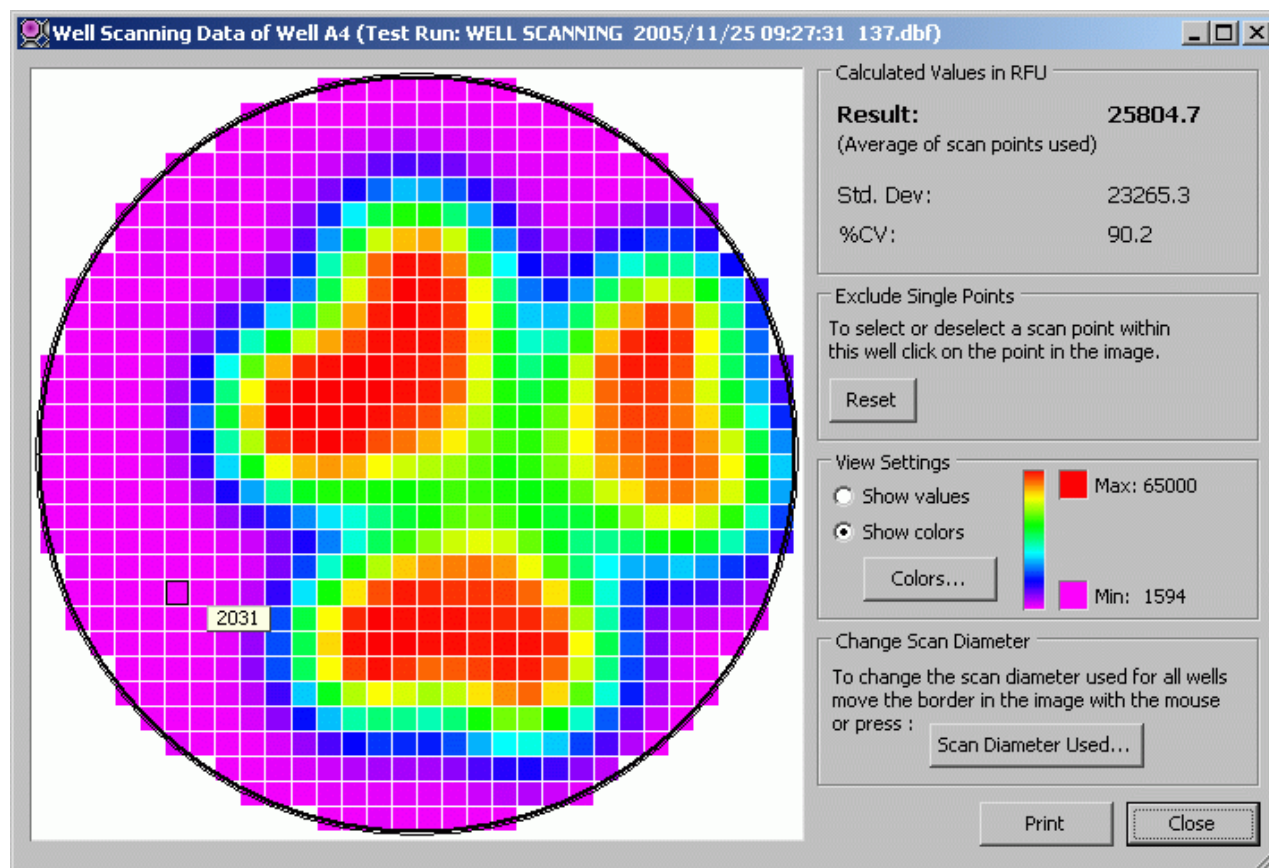 Well Scanning Data of Well A4 (Test Run: WELL SCANNING  2005/11/25 09:27:31  137.dbf)
Calculated Values in RFU
Result: 25804.7
(Average of scan points used)
Std. Dev: 23265.3
%CV: 90.2
Exclude Single Points
To select or deselect a scan point within
this well click on the point in the image.
Reset
View Settings
Show values
Show colors
Colors...
Max: 65000
Min: 1594
2031
Change Scan Diameter
To change the scan diameter used for all wells
move the border in the image with the mouse
or press :
Scan Diameter Used...
Print
Close